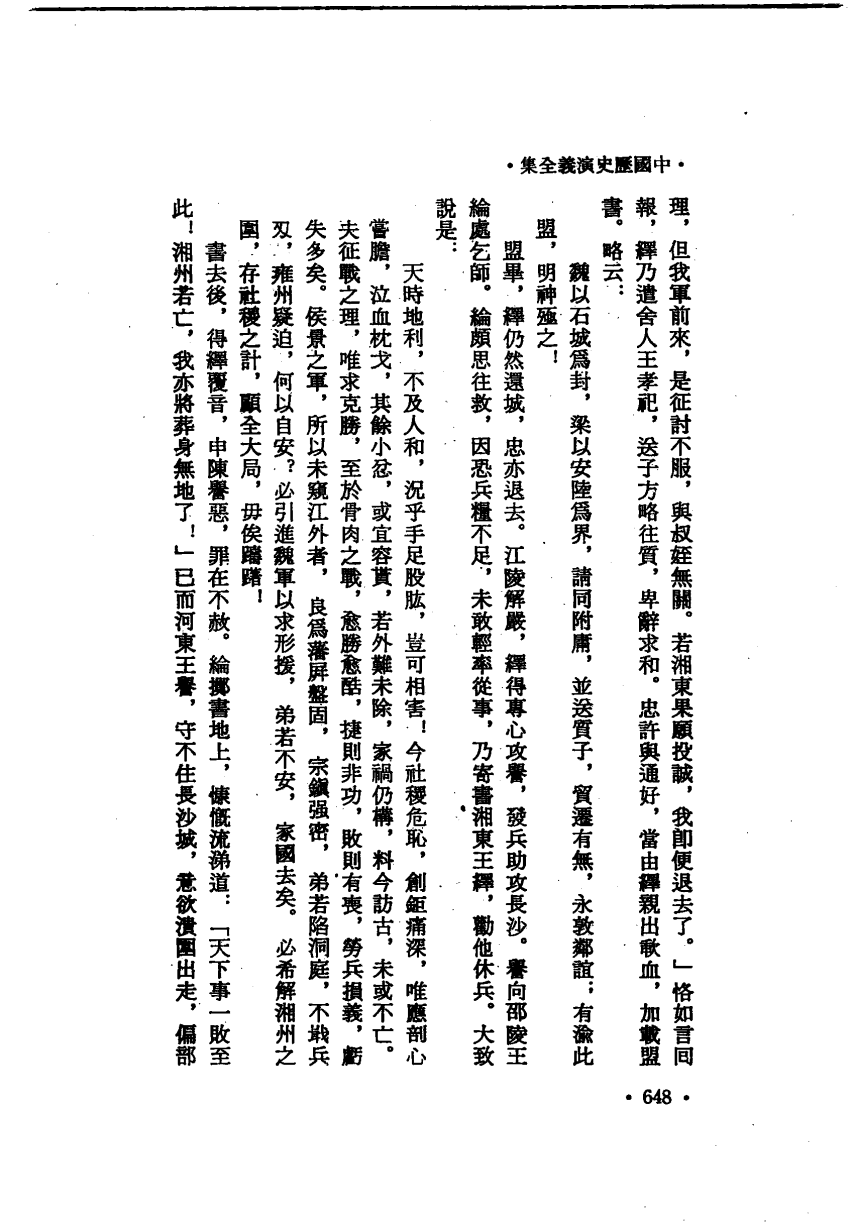 ·中國歷史演義全集·
理，但我軍前來，是征討不服，與叔姪無關。若湘東果願投誠，我卽便退去了。」恪如言囘
報，繹乃遣舍人王孝祀，送子方略往質，卑辭求和。忠許與通好，當由繹親出歃血，加載盟
書。略云：
魏以石城爲封，梁以安陸爲界，請同附庸，並送質子，貿遷有無，永敦鄰誼；有渝此
盟，明神殛之！
盟畢，繹仍然還城，忠亦退去。江陵解嚴，繹得專心攻譽，發兵助攻長沙。譽向邵陵王
綸處乞師。綸頗思往救，因恐兵糧不足，未敢輕率從事，乃寄書湘東王繹，勸他休兵。大致
說是：
天時地利，不及人和，況乎手足股肱，豈可相害！今社稷危恥，創鉅痛深，唯應剖心
嘗膽，泣血枕戈，其餘小忿，或宜容貰，若外難未除，家禍仍構，料今訪古，未或不亡。
夫征戰之理，唯求克勝，至於骨肉之戰，愈勝愈酷，捷則非功，敗則有喪，勞兵損義，虧
失多矣。侯景之軍，所以未窺江外者，良爲藩屏盤固，宗鎭强密，弟若陷洞庭，不戢兵
刄，雍州疑迫，何以自安？必引進魏軍以求形援，弟若不安，家國去矣。必希解湘州之
圍，存社稷之計，顧全大局，毋俟躊躇！
書去後，得繹覆音，申陳譽惡，罪在不赦。綸擲書地上，慷慨流涕道：「天下事一敗至
此！湘州若亡，我亦將葬身無地了！」已而河東王譽，守不住長沙城，意欲潰圍出走，偏部
·648·